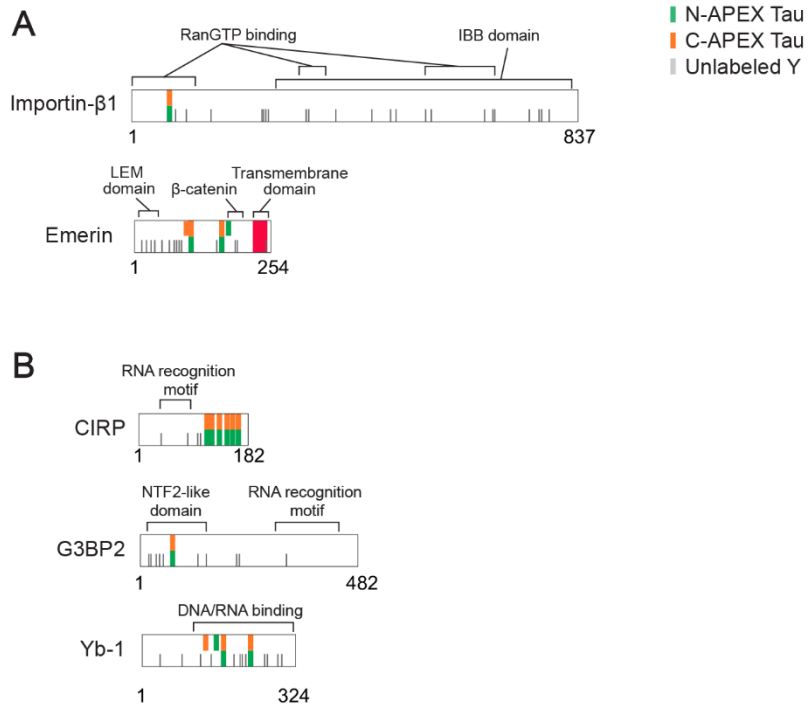 A
N-APEX Tau
C-APEX Tau
Unlabeled Y
RanGTP binding
IBB domain
Importin-β1
1
837
LEM
domain
β-catenin
Transmembrane
domain
Emerin
1
254
B
RNA recognition
motif
CIRP
1
182
NTF2-like
domain
RNA recognition
motif
G3BP2
1
482
DNA/RNA binding
Yb-1
1
324